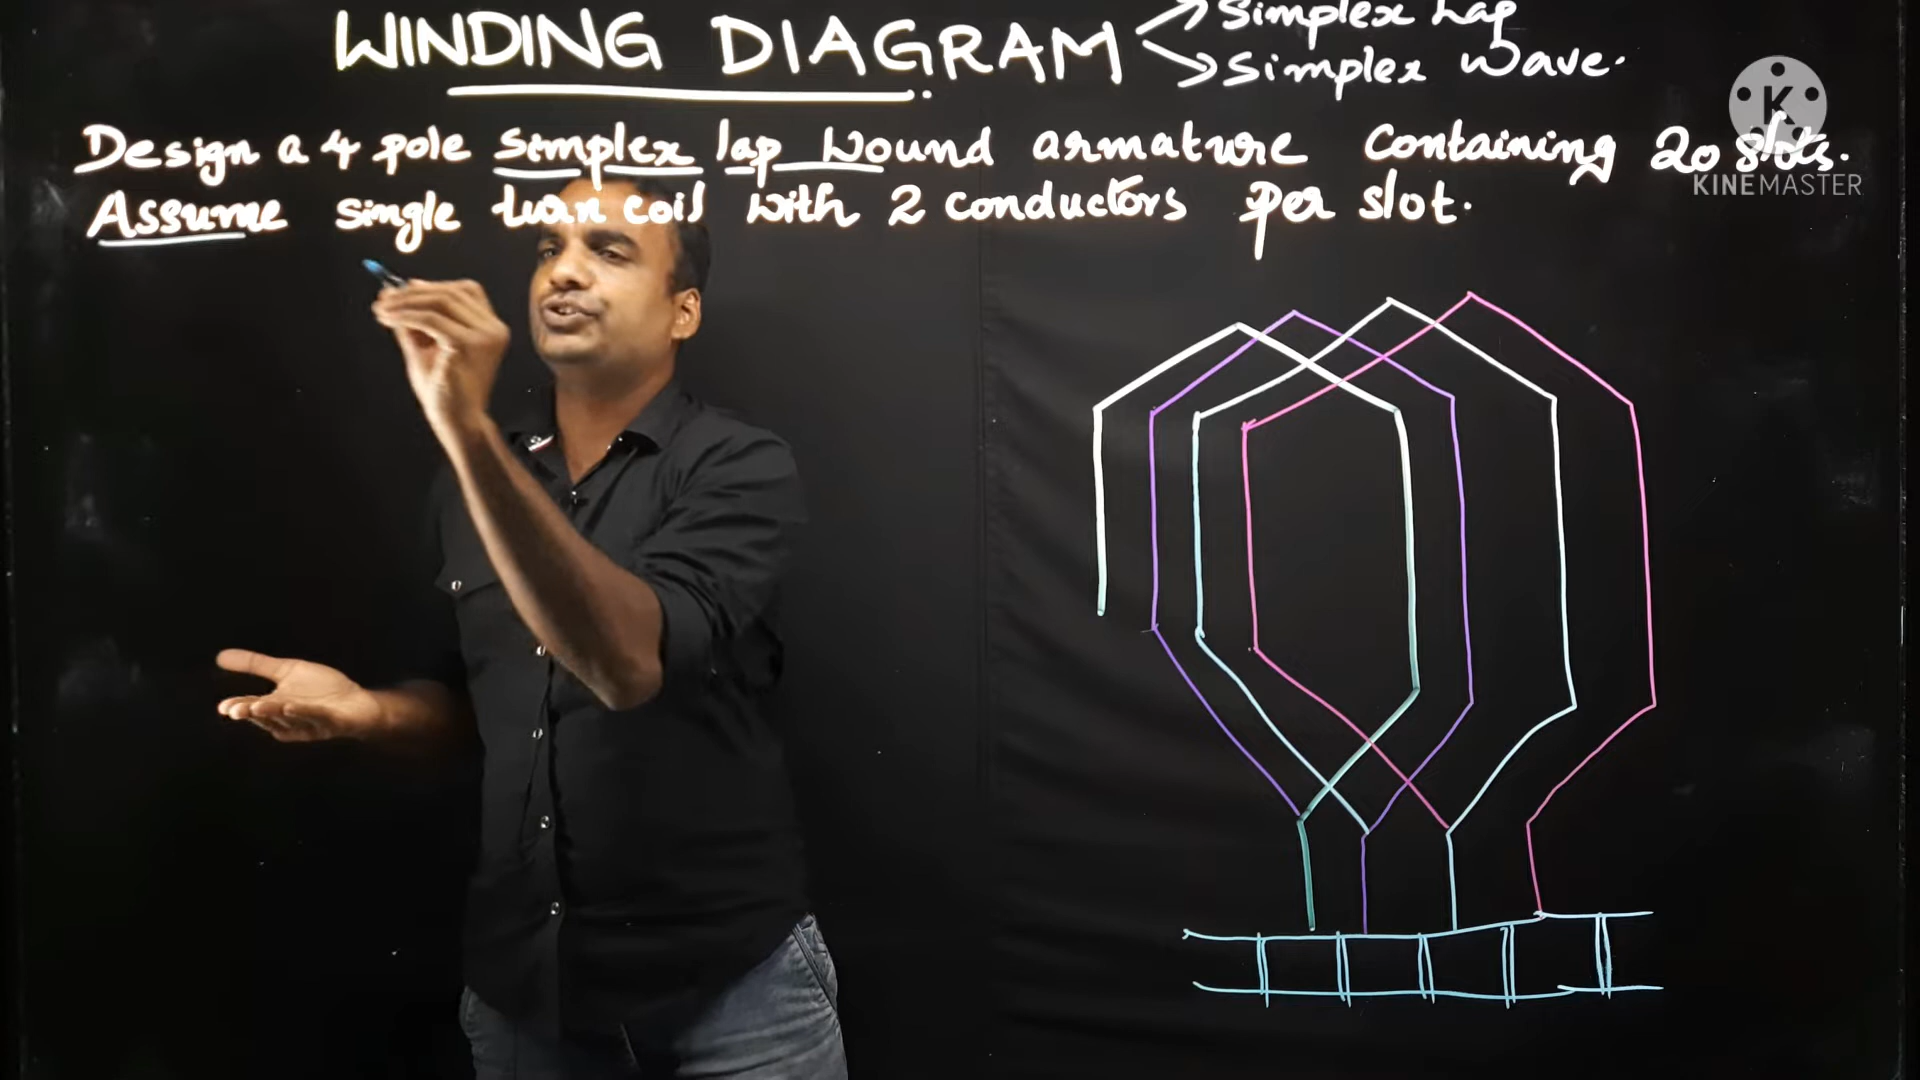 WINDING DIAGRAM
Simplex Lap
Simplex Wave.
Design a 4 pole simplex lap wound armature containing 20 slots.
Assume single turn coil with 2 conductors per slot.
K
KINEMASTER